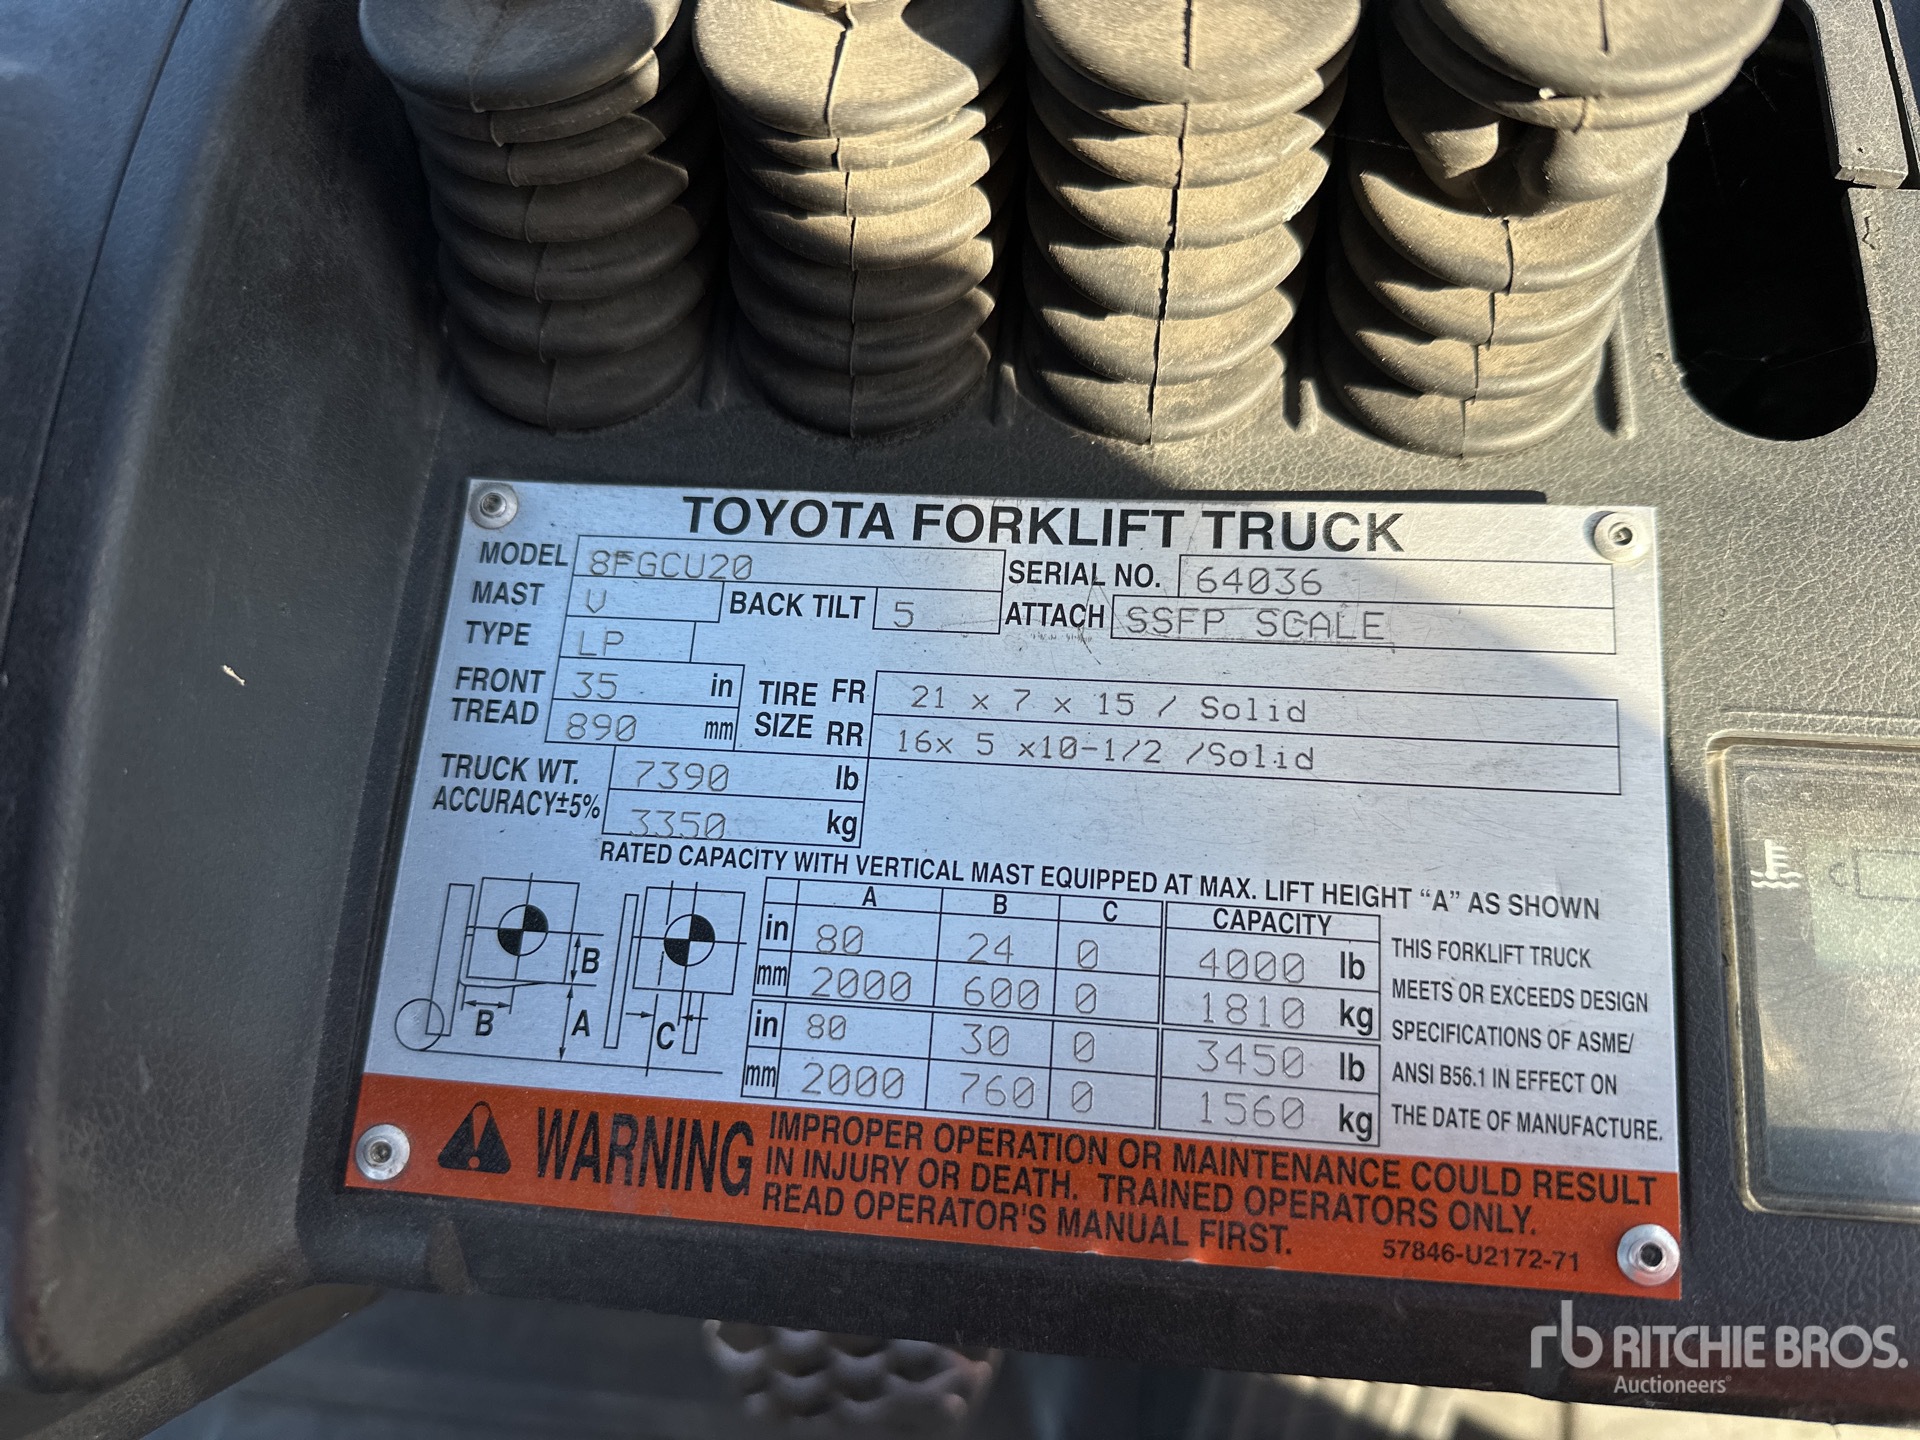 TOYOTA FORKLIFT TRUCK
MODEL 8FGCU20 SERIAL NO. 64036
MAST V BACK TILT 5 ATTACH SSFP SCALE
TYPE LP
FRONT TREAD 35 in 890 mm
TIRE SIZE FR 21 x 7 x 15 / Solid
RR 16x 5 x10-1/2 /Solid
TRUCK WT. 7390 lb
ACCURACY±5% 3350 kg
RATED CAPACITY WITH VERTICAL MAST EQUIPPED AT MAX. LIFT HEIGHT “A” AS SHOWN
A B C CAPACITY
in 80 24 0 4000 lb
mm 2000 600 0 1810 kg
in 80 30 0 3450 lb
mm 2000 760 0 1560 kg
B B A C
THIS FORKLIFT TRUCK
MEETS OR EXCEEDS DESIGN
SPECIFICATIONS OF ASME/
ANSI B56.1 IN EFFECT ON
THE DATE OF MANUFACTURE.
WARNING
IMPROPER OPERATION OR MAINTENANCE COULD RESULT
IN INJURY OR DEATH. TRAINED OPERATORS ONLY.
READ OPERATOR'S MANUAL FIRST.
57846-U2172-71
rb RITCHIE BROS.
Auctioneers